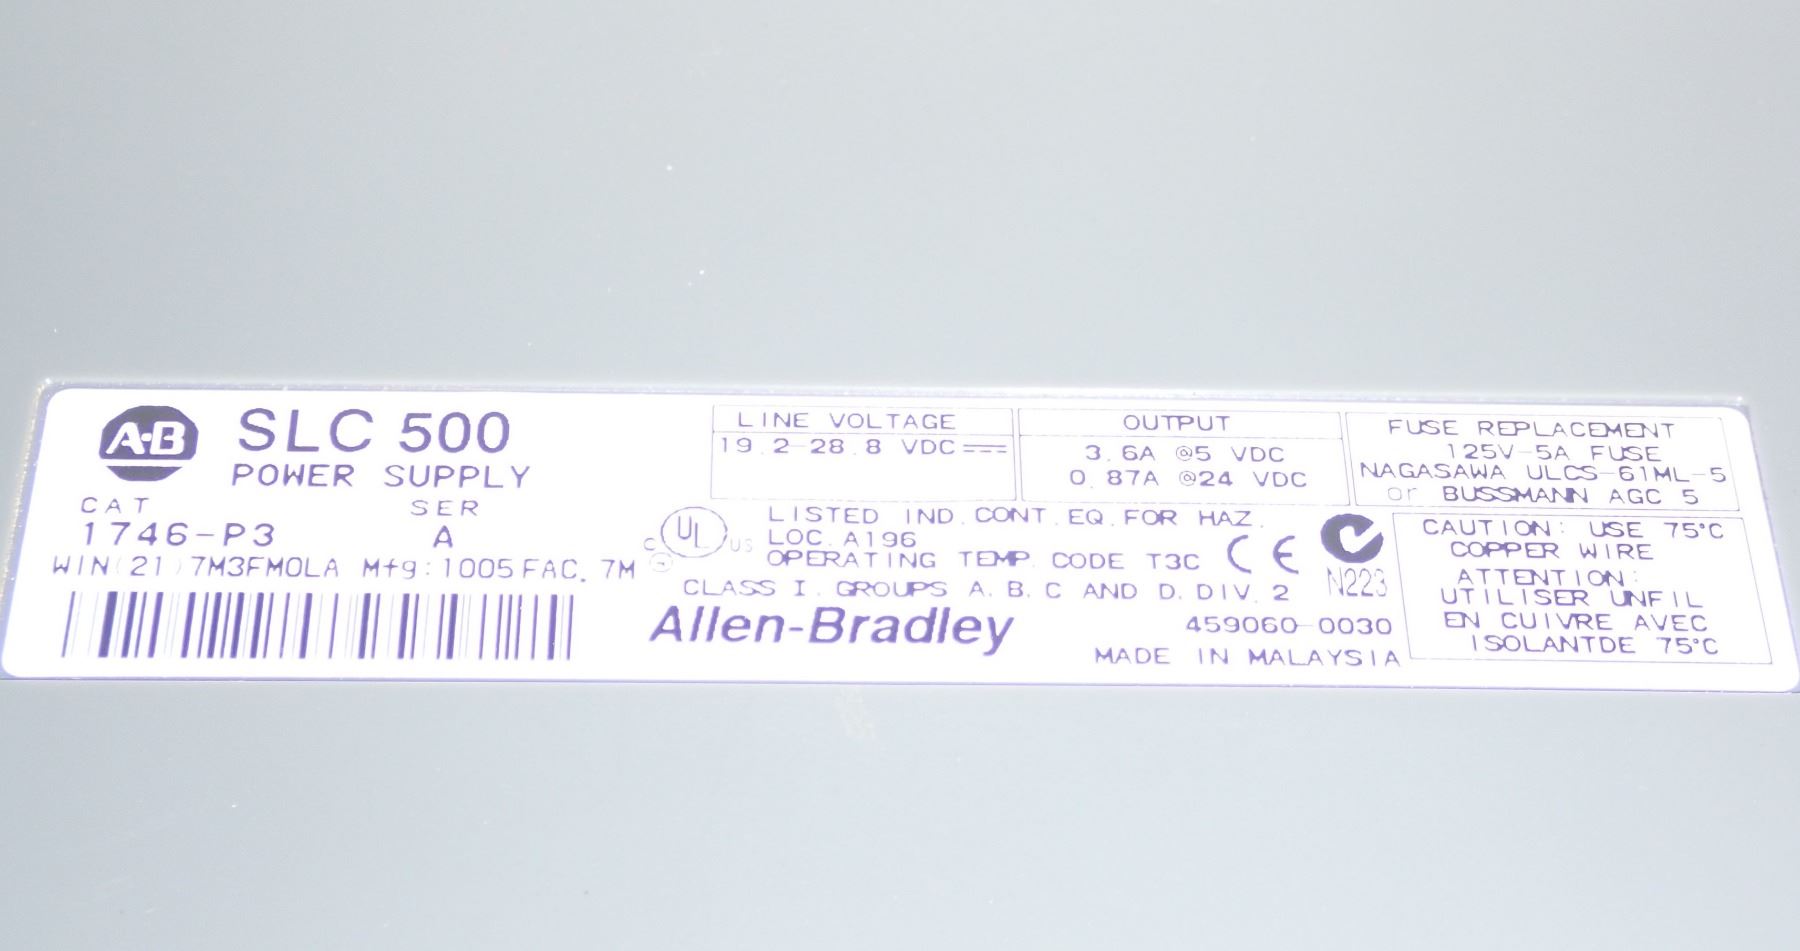 A-B
SLC 500
POWER SUPPLY
CAT SER
1746-P3 A
WIN(21)7M3FM0LA Mfg:1005 FAC. 7M
LINE VOLTAGE
19.2-28.8 VDC
OUTPUT
3.6A @5 VDC
0.87A @24 VDC
FUSE REPLACEMENT
125V-5A FUSE
NAGASAWA ULCS-61ML-5
or BUSSMANN AGC 5
C UL US
LISTED IND. CONT. EQ. FOR HAZ.
LOC. A196
OPERATING TEMP. CODE T3C
CLASS I, GROUPS A, B, C AND D, DIV. 2
CE
N223
Allen-Bradley
459060-0030
MADE IN MALAYSIA
CAUTION: USE 75°C
COPPER WIRE
ATTENTION:
UTILISER UNFIL
EN CUIVRE AVEC
ISOLANTDE 75°C